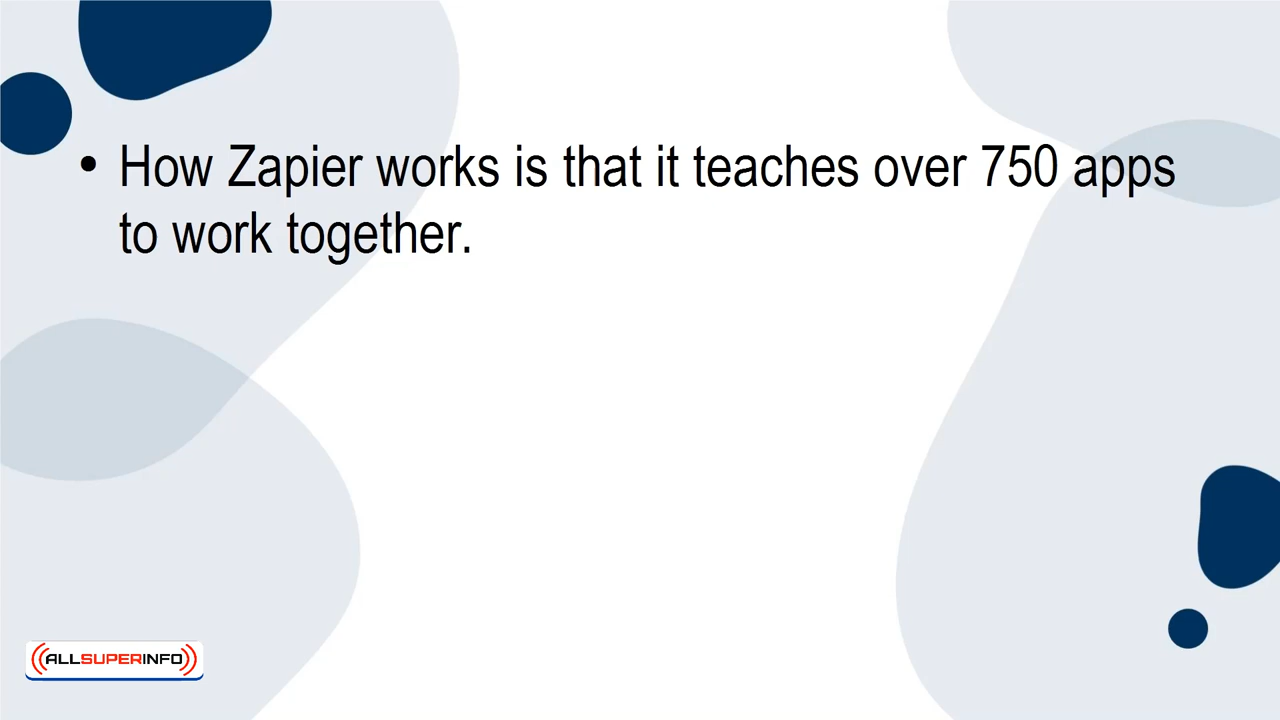 • How Zapier works is that it teaches over 750 apps
to work together.
ALLSUPERINFO